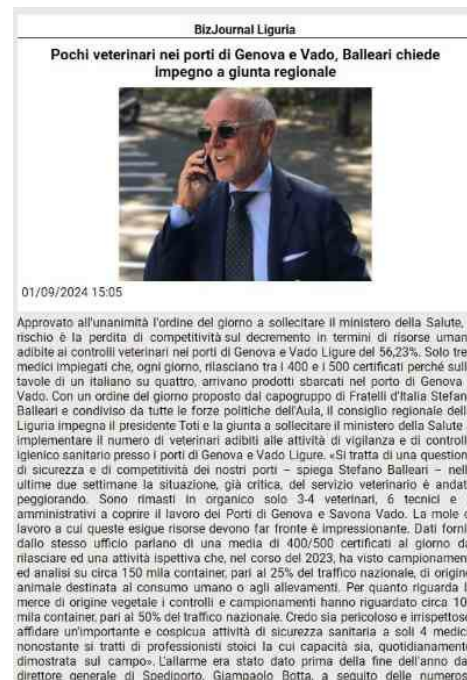 BizJournal Liguria
Pochi veterinari nei porti di Genova e Vado, Balleari chiede
impegno a giunta regionale
01/09/2024 15:05
Approvato all'unanimità l'ordine del giorno a sollecitare il ministero della Salute,
rischio è la perdita di competitività sul decremento in termini di risorse uman
adibite ai controlli veterinari nei porti di Genova e Vado Ligure del 56,23%. Solo tre
medici impiegati che, ogni giorno, rilasciano tra i 400 e i 500 certificati perché sull
tavole di un italiano su quattro, arrivano prodotti sbarcati nel porto di Genova
Vado. Con un ordine del giorno proposto dal capogruppo di Fratelli d'Italia Stefan
Balleari e condiviso da tutte le forze politiche dell'Aula, il consiglio regionale dell
Liguria impegna il presidente Toti e la giunta a sollecitare il ministero della Salute
implementare il numero di veterinari adibiti alle attività di vigilanza e di controll
igienico sanitario presso i porti di Genova e Vado Ligure. «Si tratta di una question
di sicurezza e di competitività dei nostri porti – spiega Stefano Balleari – nell
ultime due settimane la situazione, già critica, del servizio veterinario è andat
peggiorando. Sono rimasti in organico solo 3-4 veterinari, 6 tecnici e
amministrativi a coprire il lavoro dei Porti di Genova e Savona Vado. La mole d
lavoro a cui queste esigue risorse devono far fronte è impressionante. Dati forni
dallo stesso ufficio parlano di una media di 400/500 certificati al giorno da
rilasciare ed una attività ispettiva che, nel corso del 2023, ha visto campionamen
ed analisi su circa 150 mila container, pari al 25% del traffico nazionale, di origin
animale destinata al consumo umano o agli allevamenti. Per quanto riguarda l
merce di origine vegetale i controlli e campionamenti hanno riguardato circa 10
mila container, pari al 50% del traffico nazionale. Credo sia pericoloso e irrispettos
affidare un'importante e cospicua attività di sicurezza sanitaria a soli 4 medic
nonostante si tratti di professionisti stoici la cui capacità sia, quotidianament
dimostrata sul campo». L'allarme era stato dato prima della fine dell'anno da
direttore generale di Spediporto, Giampaolo Botta, a seguito delle numeros